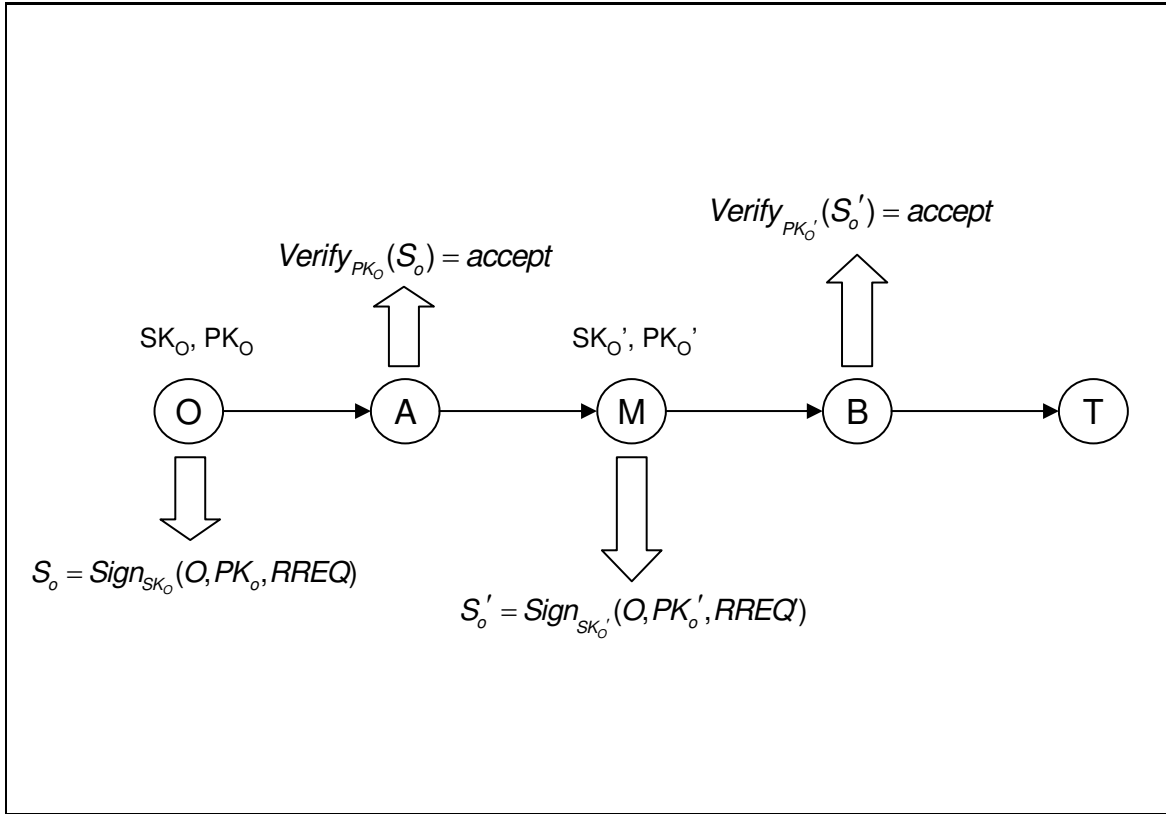 Verify_{PK_O'}(S_o') = accept
Verify_{PK_O}(S_o) = accept
SK_O, PK_O
SK_O', PK_O'
O
A
M
B
T
S_o = Sign_{SK_O}(O, PK_o, RREQ)
S_o' = Sign_{SK_O'}(O, PK_o', RREQ')